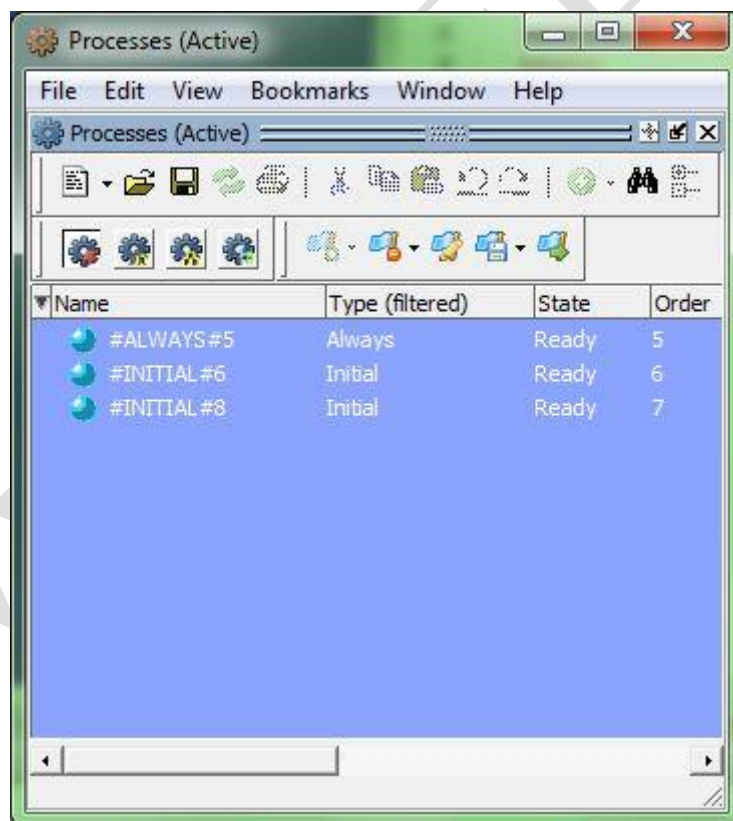 Processes (Active)
File Edit View Bookmarks Window Help
Processes (Active)
Name Type (filtered) State Order
#ALWAYS#5 Always Ready 5
#INITIAL#6 Initial Ready 6
#INITIAL#8 Initial Ready 7